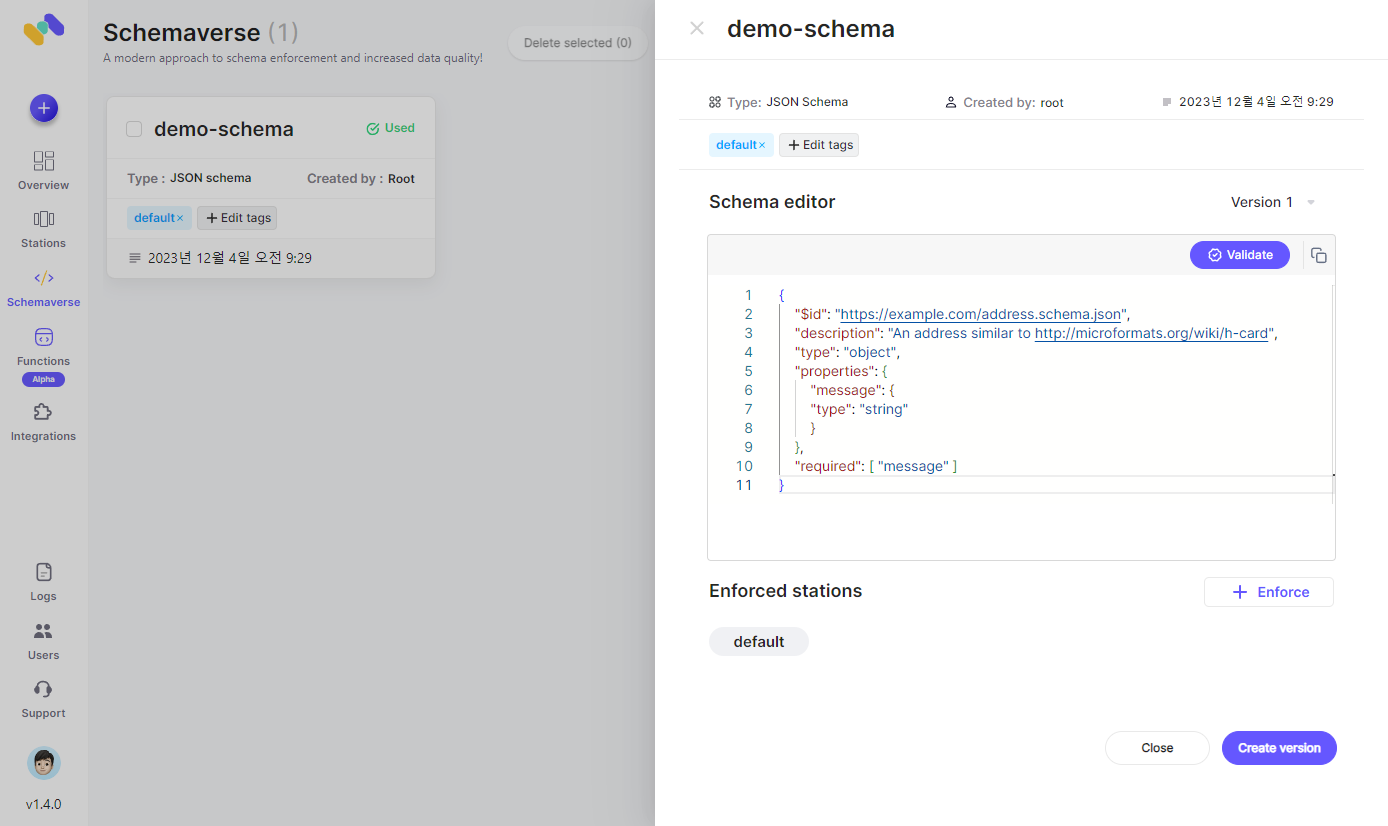 Schemaverse (1)
A modern approach to schema enforcement and increased data quality!
Delete selected (0)
Overview
Stations
Schemaverse
Functions
Alpha
Integrations
Logs
Users
Support
v1.4.0
demo-schema
Used
Type : JSON schema
Created by : Root
default×
+ Edit tags
2023년 12월 4일 오전 9:29
demo-schema
Type: JSON Schema
Created by: root
2023년 12월 4일 오전 9:29
default×
+ Edit tags
Schema editor
Version 1
Validate
1 {
2 "$id": "https://example.com/address.schema.json",
3 "description": "An address similar to http://microformats.org/wiki/h-card",
4 "type": "object",
5 "properties": {
6 "message": {
7 "type": "string"
8 }
9 },
10 "required": [ "message" ]
11 }
Enforced stations
+ Enforce
default
Close
Create version